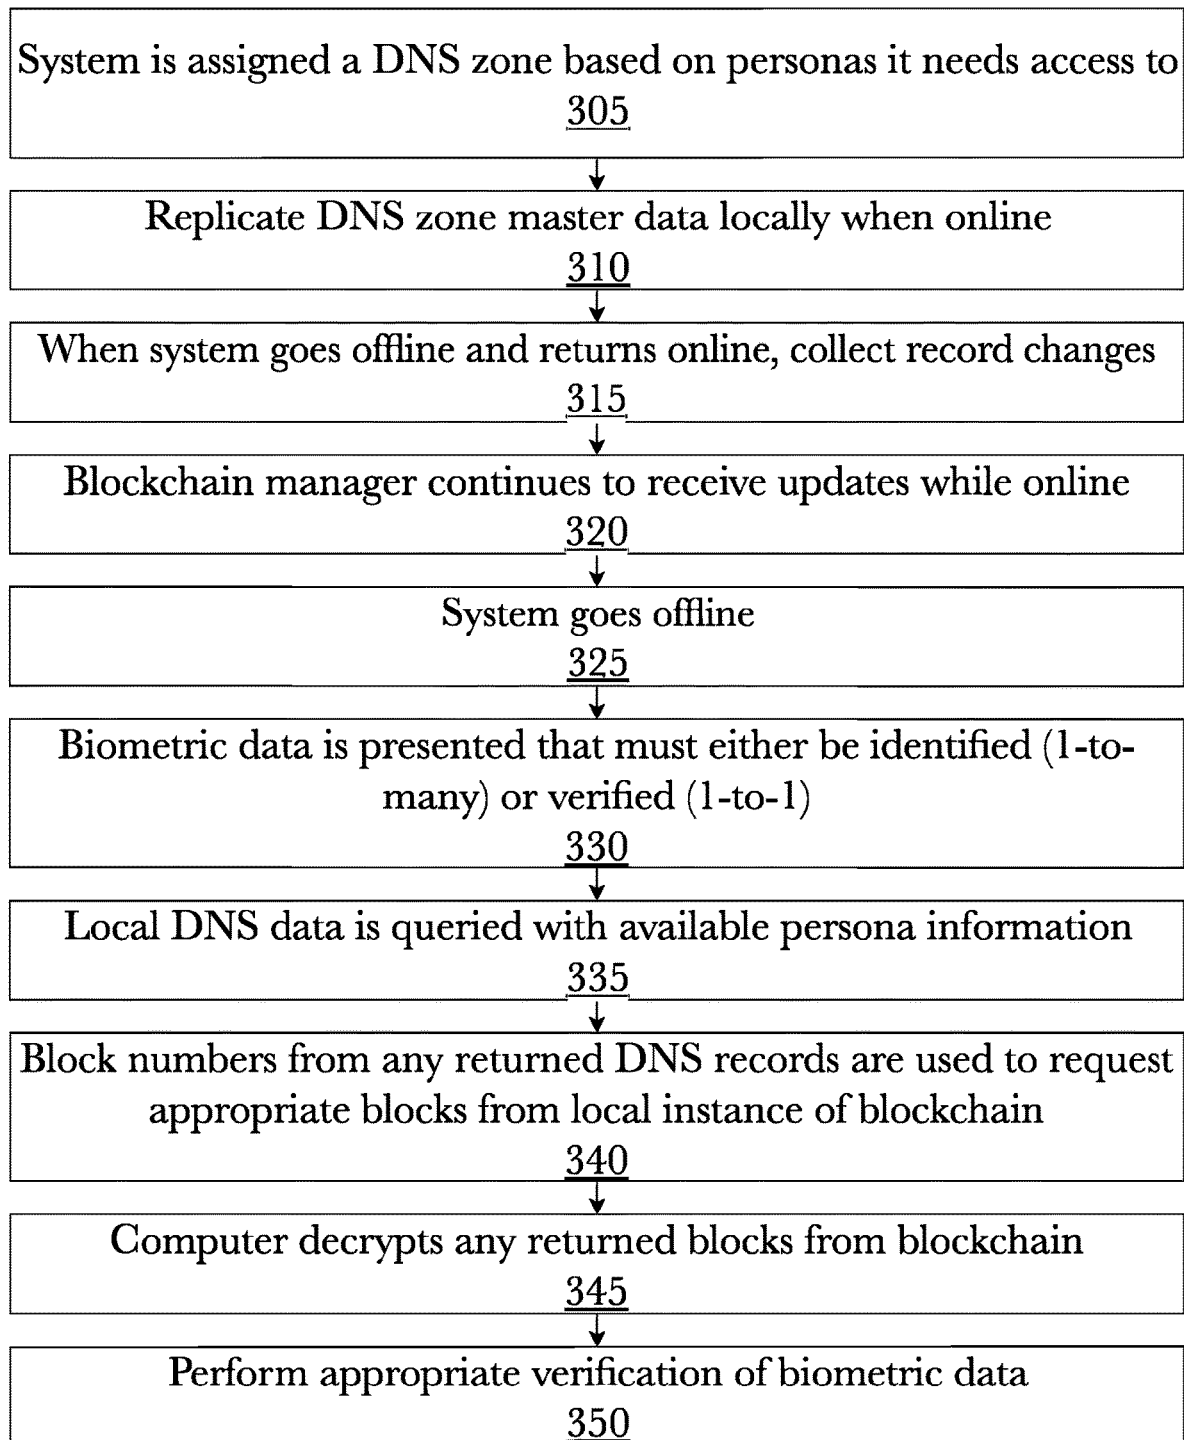 System is assigned a DNS zone based on personas it needs access to
305
Replicate DNS zone master data locally when online
310
When system goes offline and returns online, collect record changes
315
Blockchain manager continues to receive updates while online
320
System goes offline
325
Biometric data is presented that must either be identified (1-to-
many) or verified (1-to-1)
330
Local DNS data is queried with available persona information
335
Block numbers from any returned DNS records are used to request
appropriate blocks from local instance of blockchain
340
Computer decrypts any returned blocks from blockchain
345
Perform appropriate verification of biometric data
350